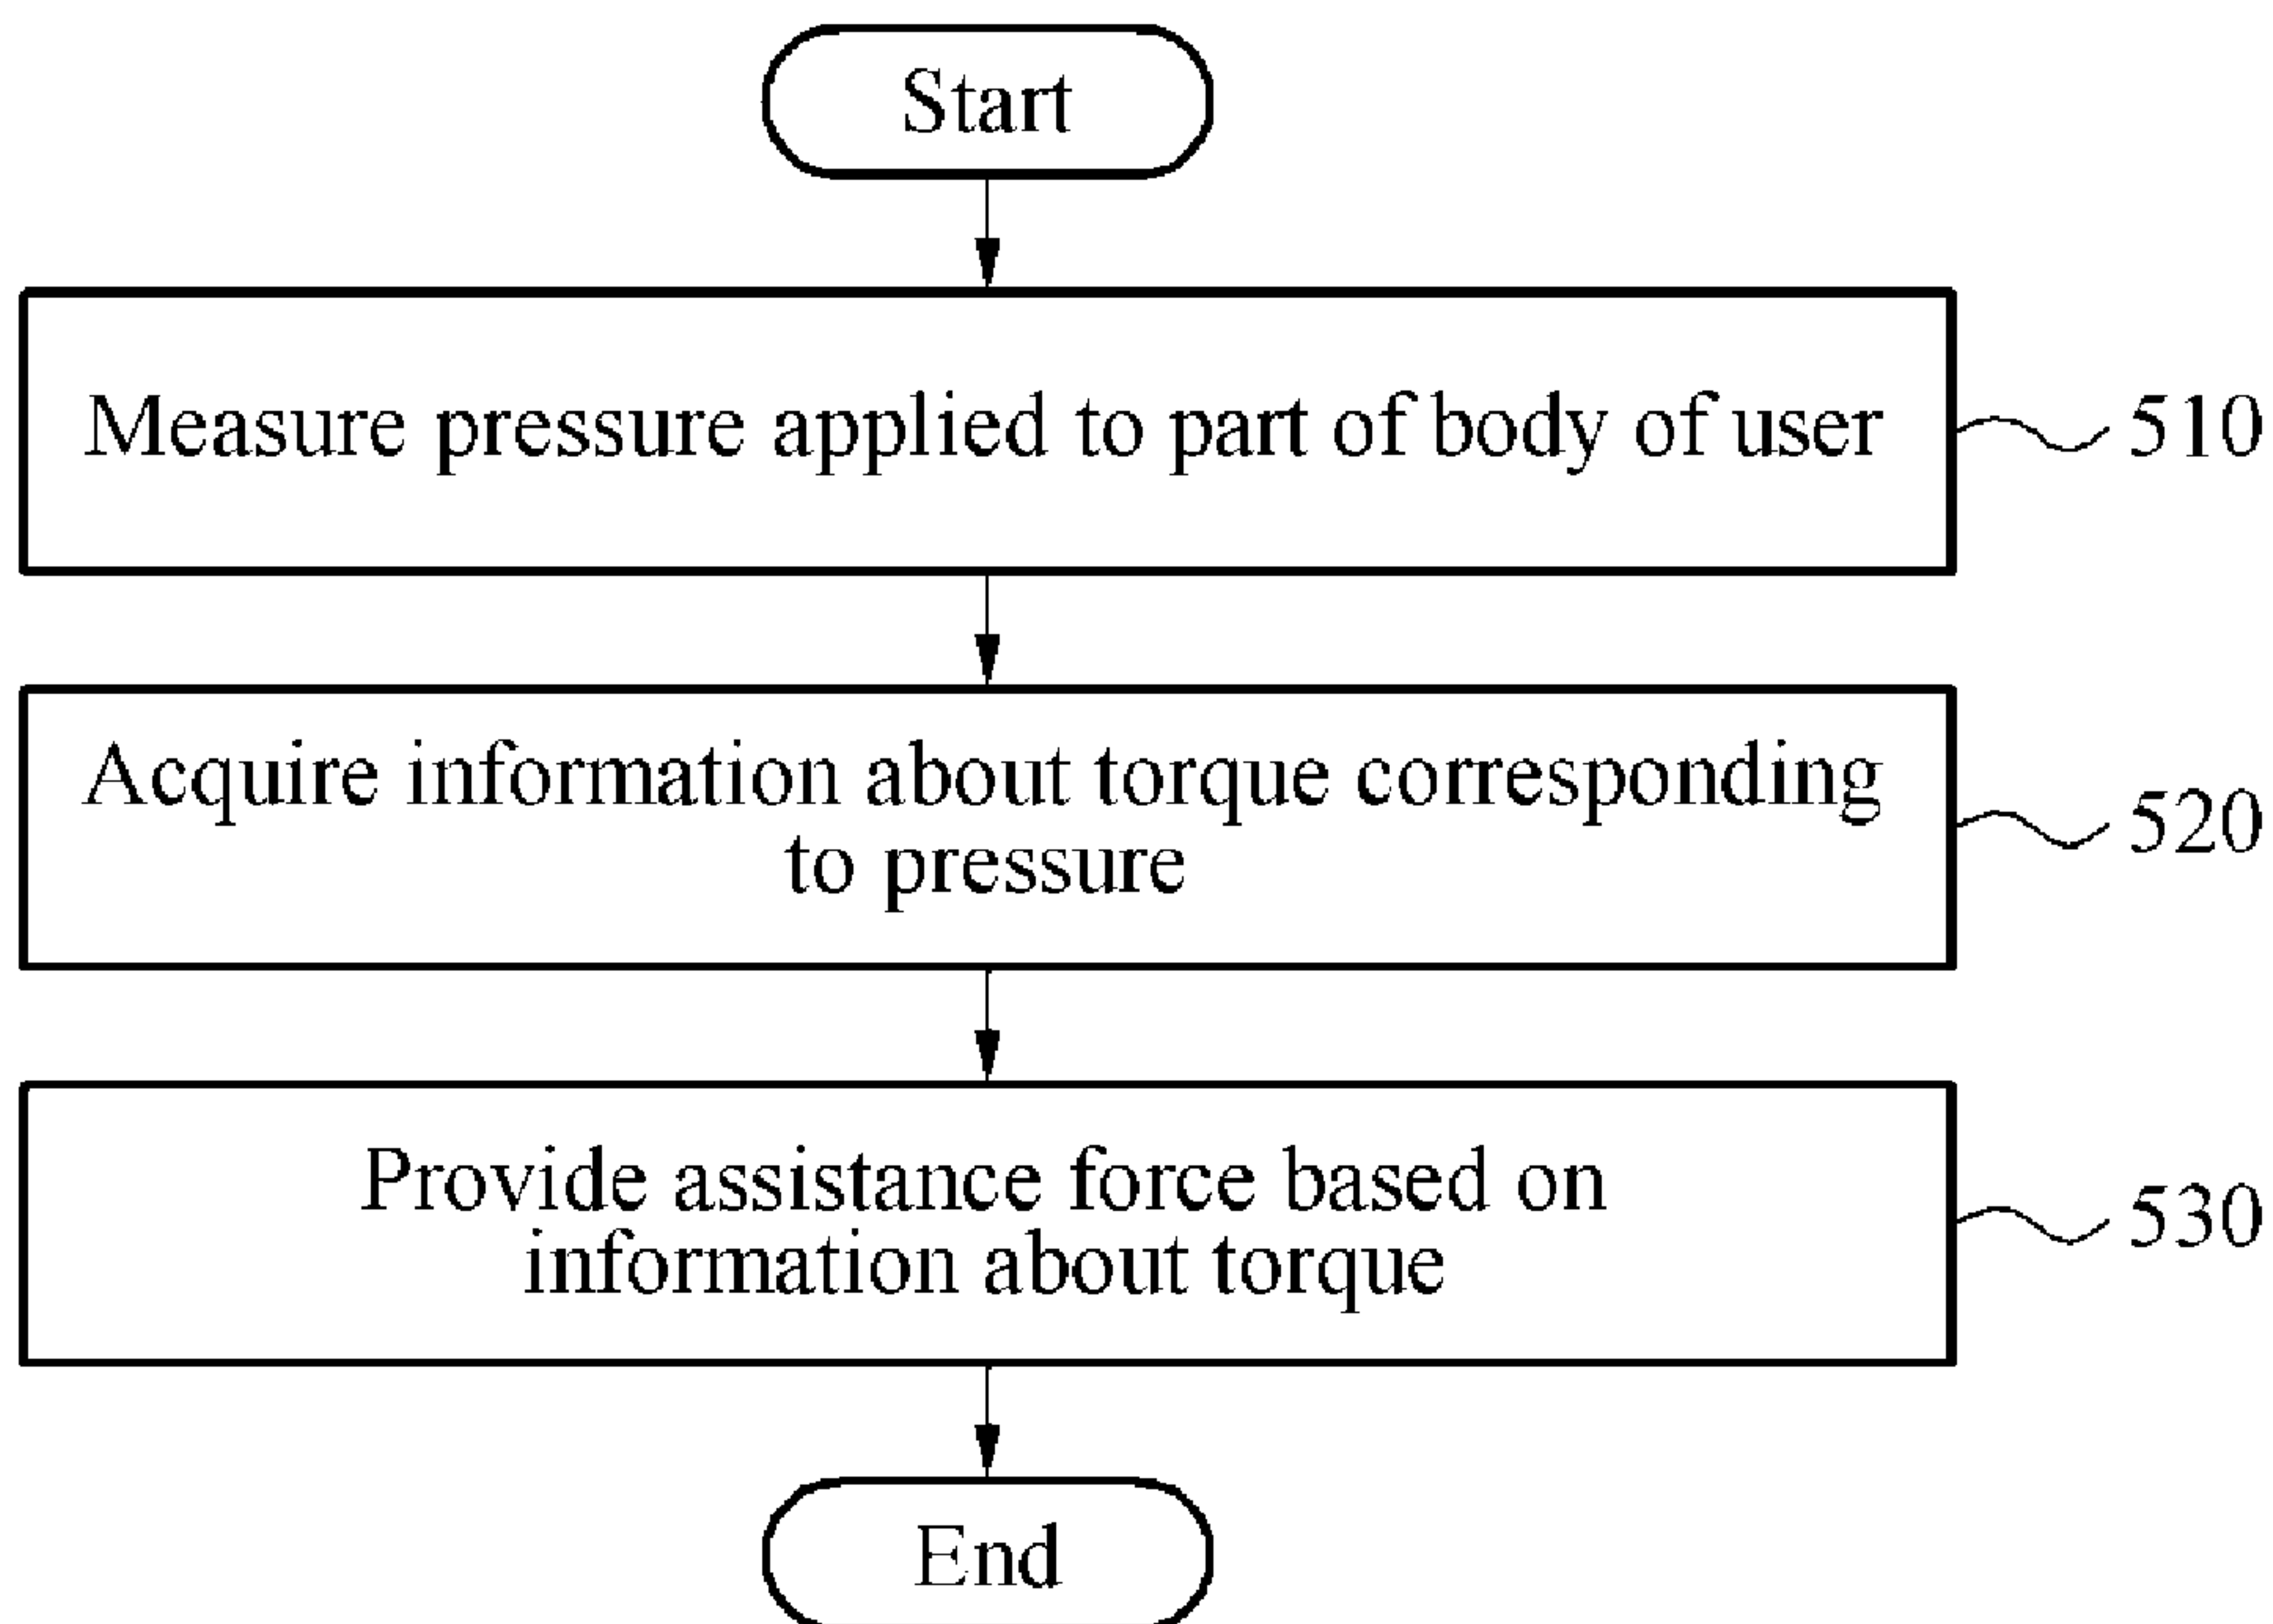 Start
Measure pressure applied to part of body of user
510
Acquire information about torque corresponding
to pressure
520
Provide assistance force based on
information about torque
530
End